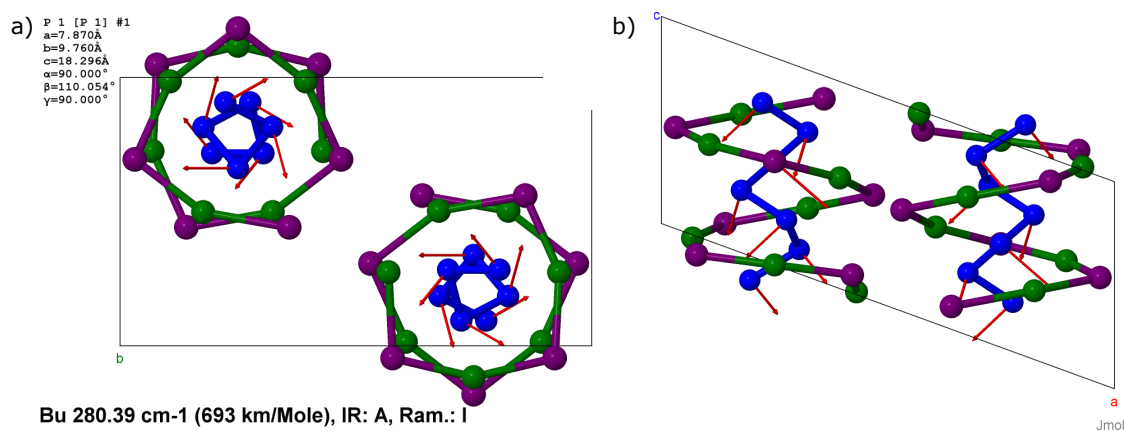 a)
P 1 [P 1] #1
a=7.870Å
b=9.760Å
c=18.296Å
α=90.000°
β=110.054°
γ=90.000°
b
Bu 280.39 cm-1 (693 km/Mole), IR: A, Ram.: I
b)
c
a
Jmol